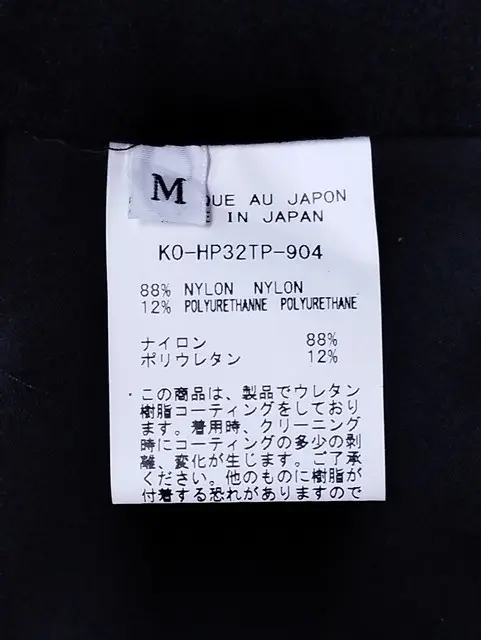 M
QUE AU JAPON
IN JAPAN
KO-HP32TP-904
88% NYLON NYLON
12% POLYURETHANNE POLYURETHANE
ナイロン 88%
ポリウレタン 12%
・この商品は、製品でウレタン
樹脂コーティングをしており
ます。着用時、クリーニング
時にコーティングの多少の剥
離、変化が生じます。ご了承
ください。他のものに樹脂が
付着する恐れがありますので